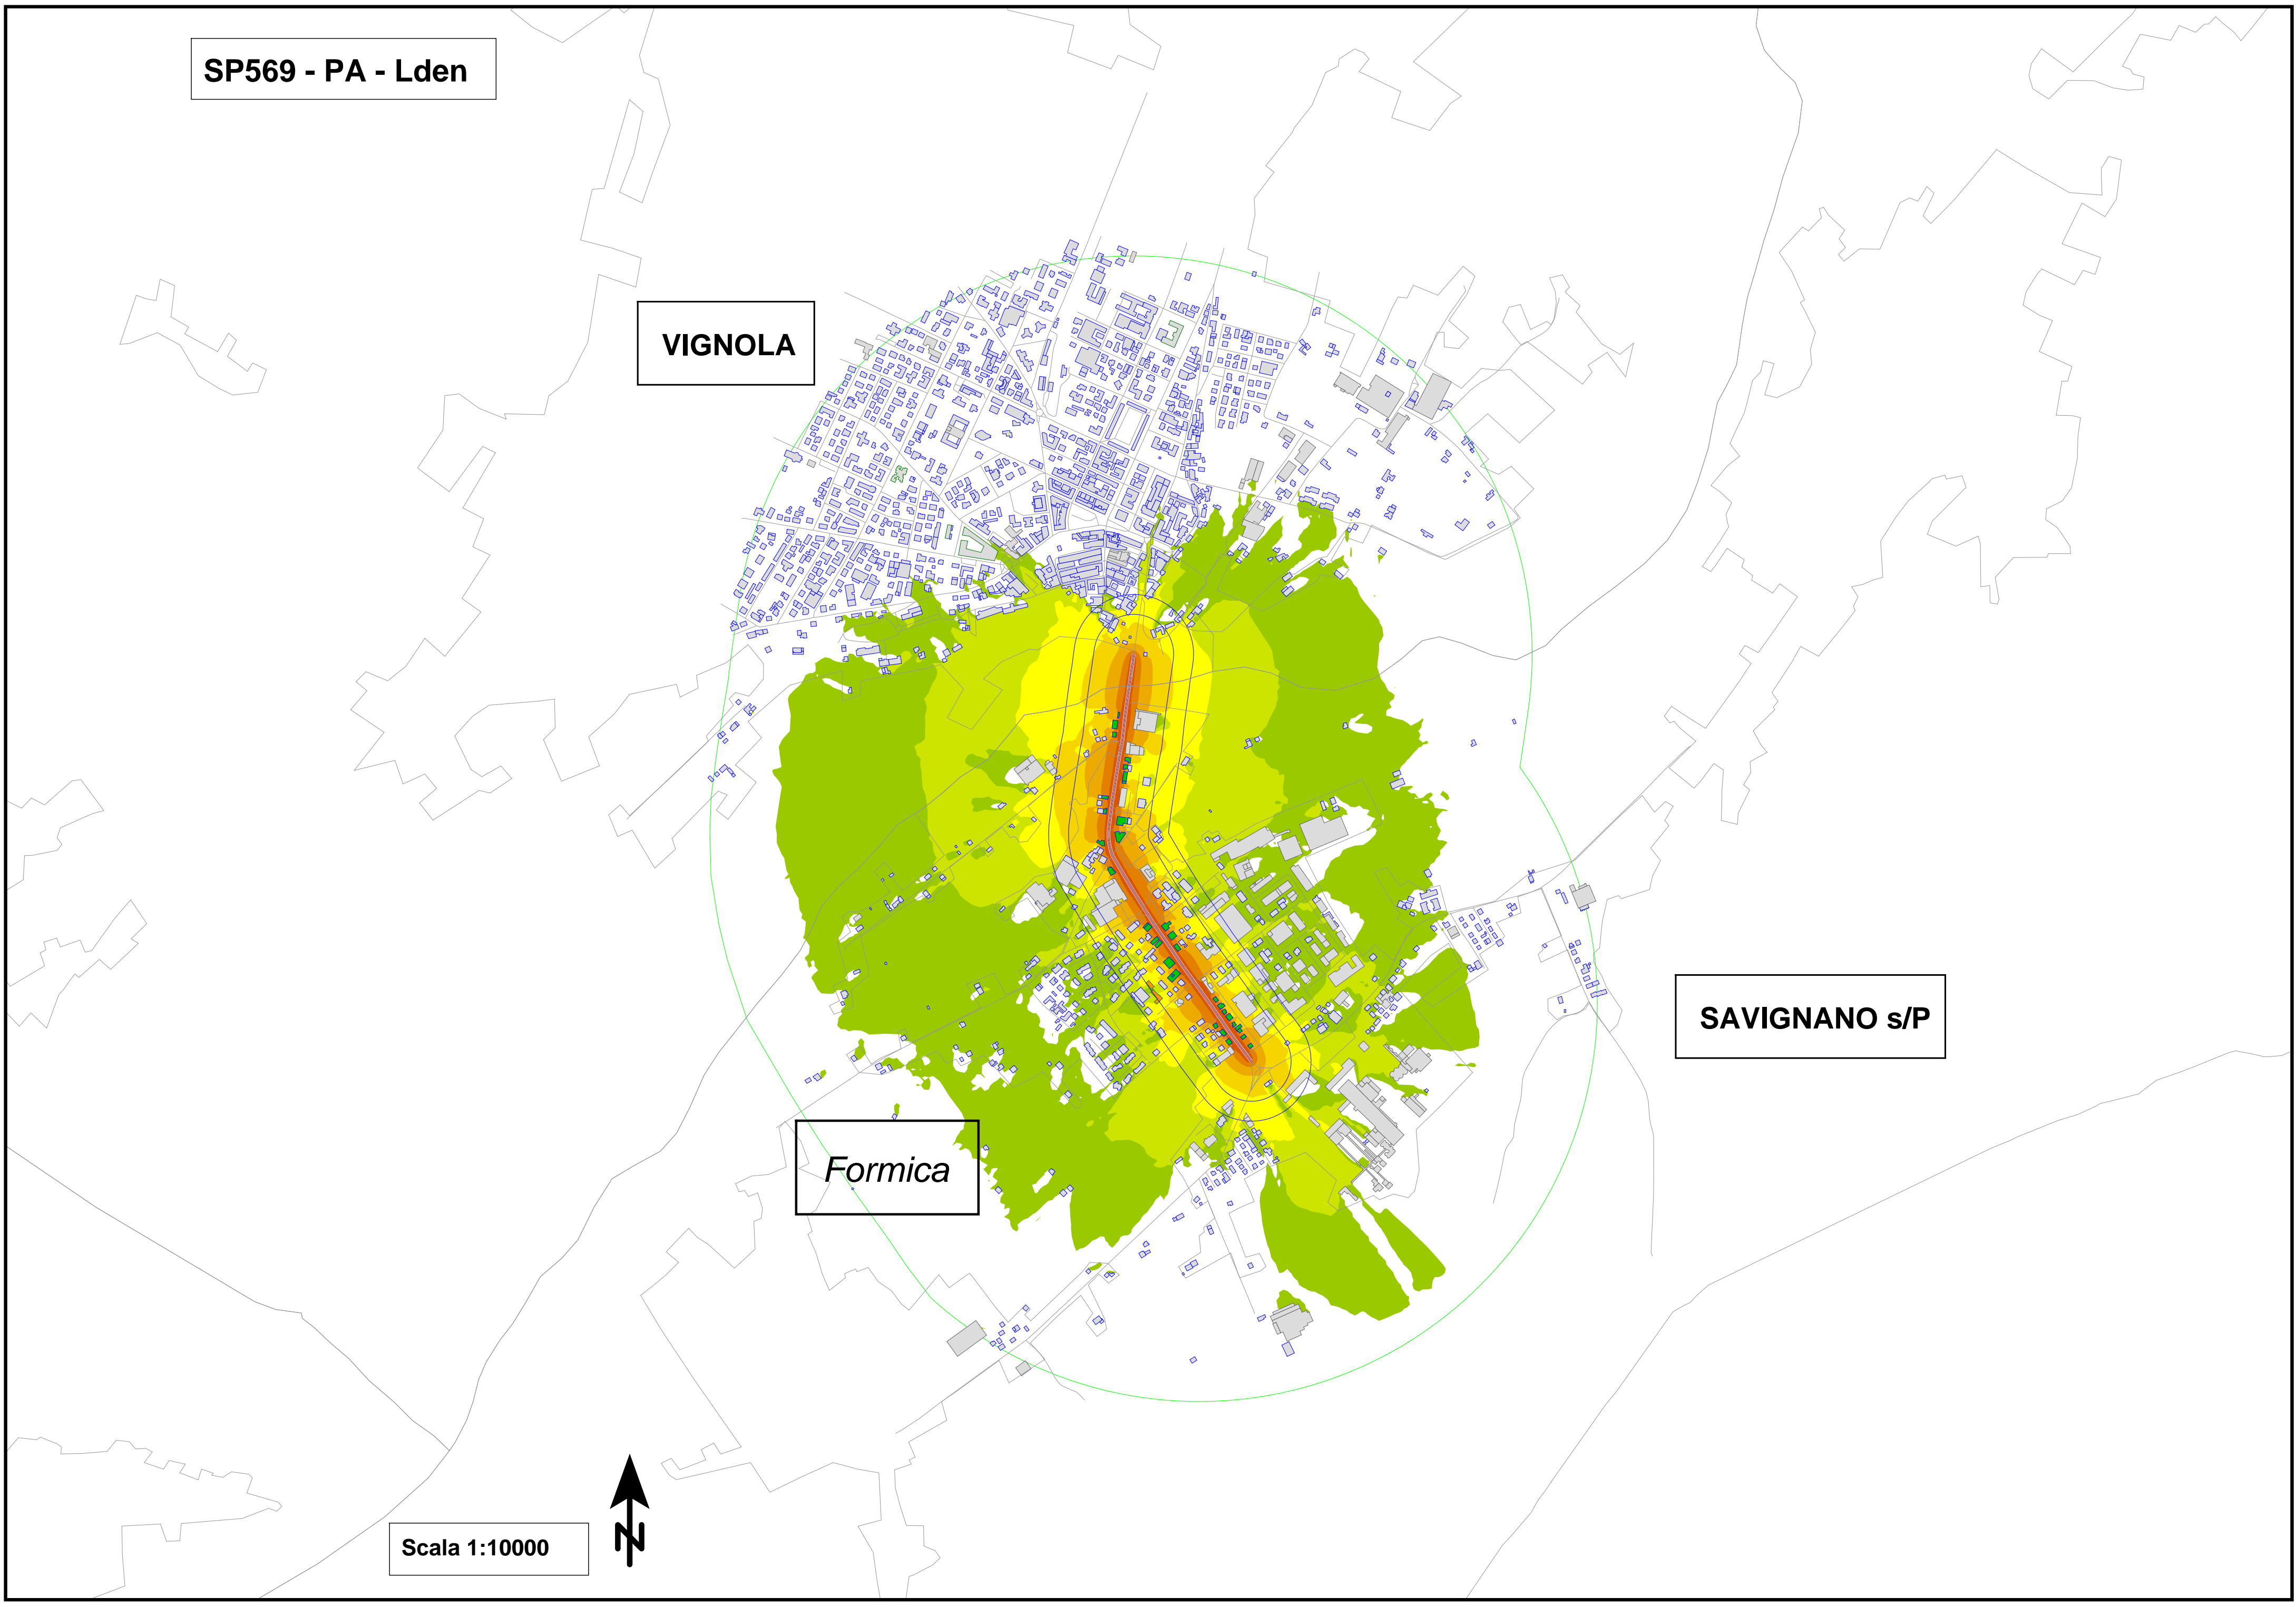 SP569 - PA - Lden
VIGNOLA
SAVIGNANO s/P
Formica
Scala 1:10000
N